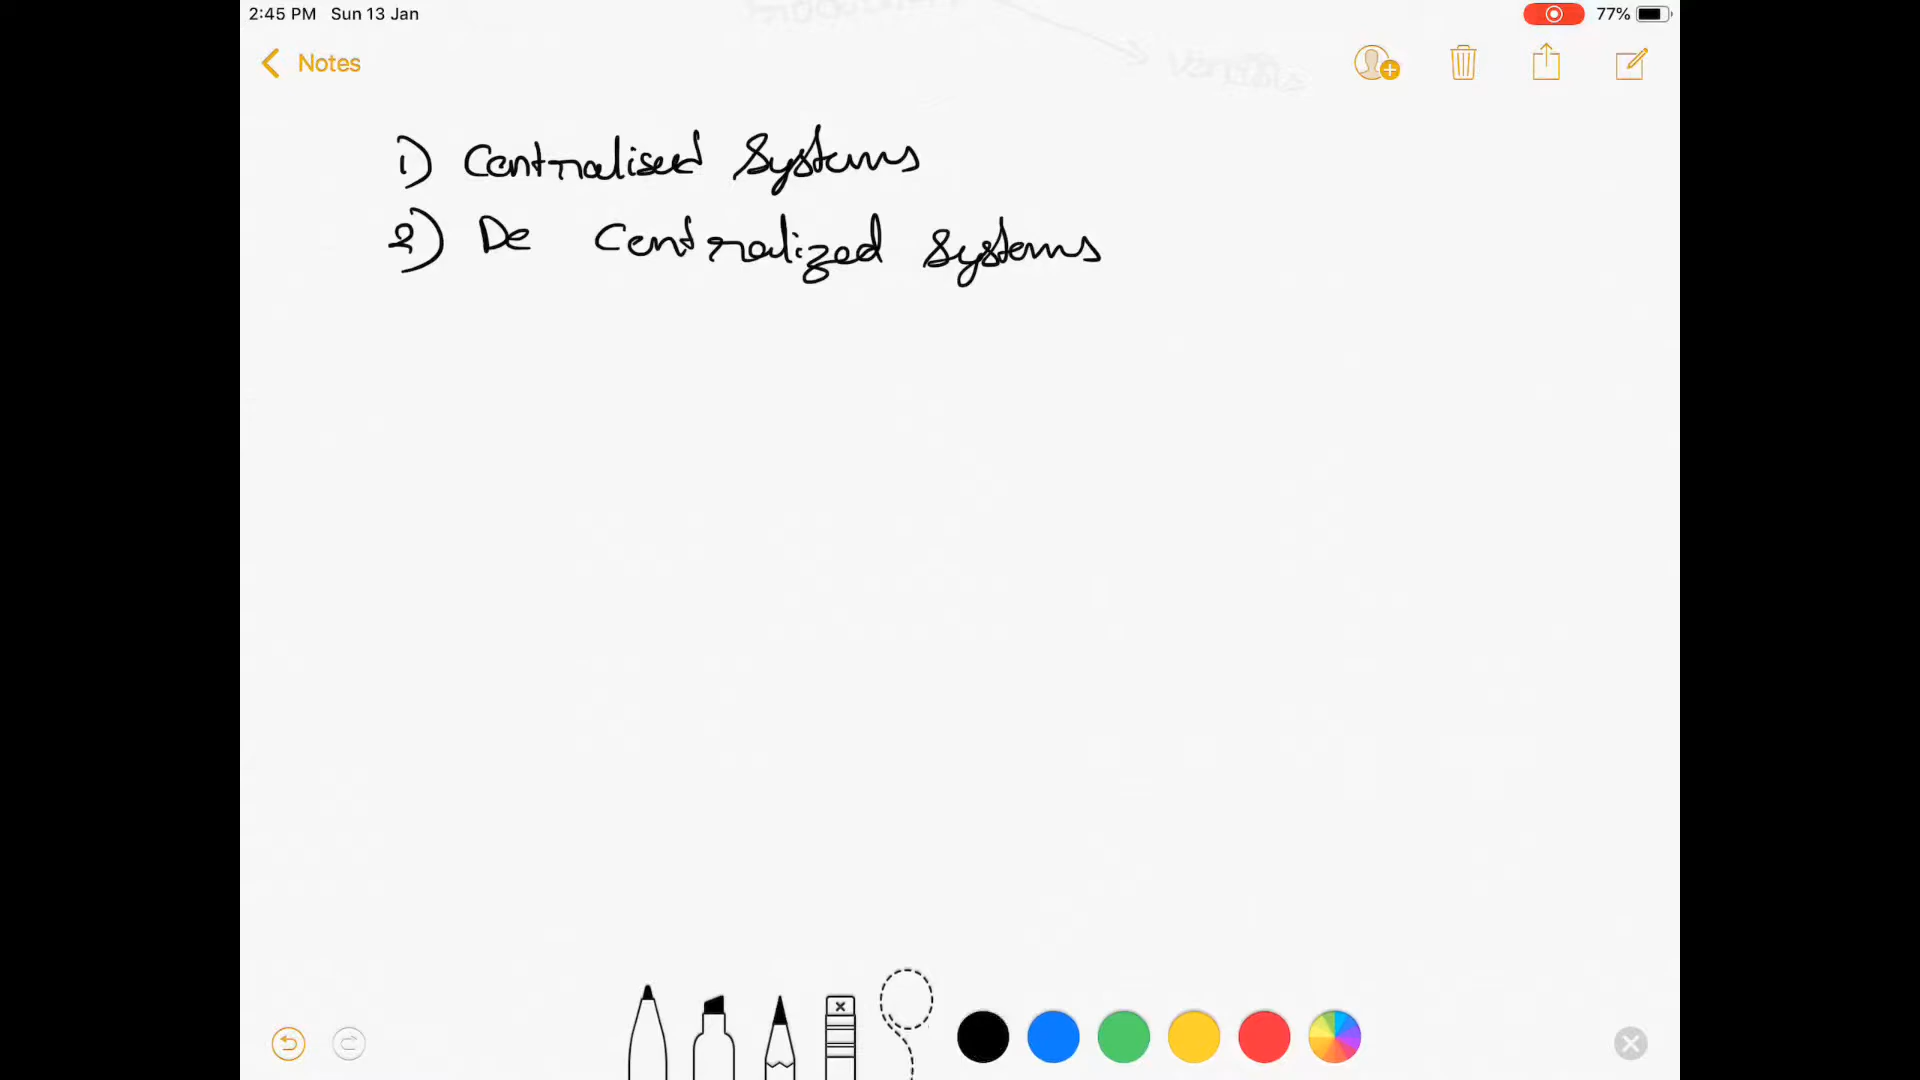 2:45 PM Sun 13 Jan 77%
Notes
1) Centralised Systems
2) De Centralized Systems